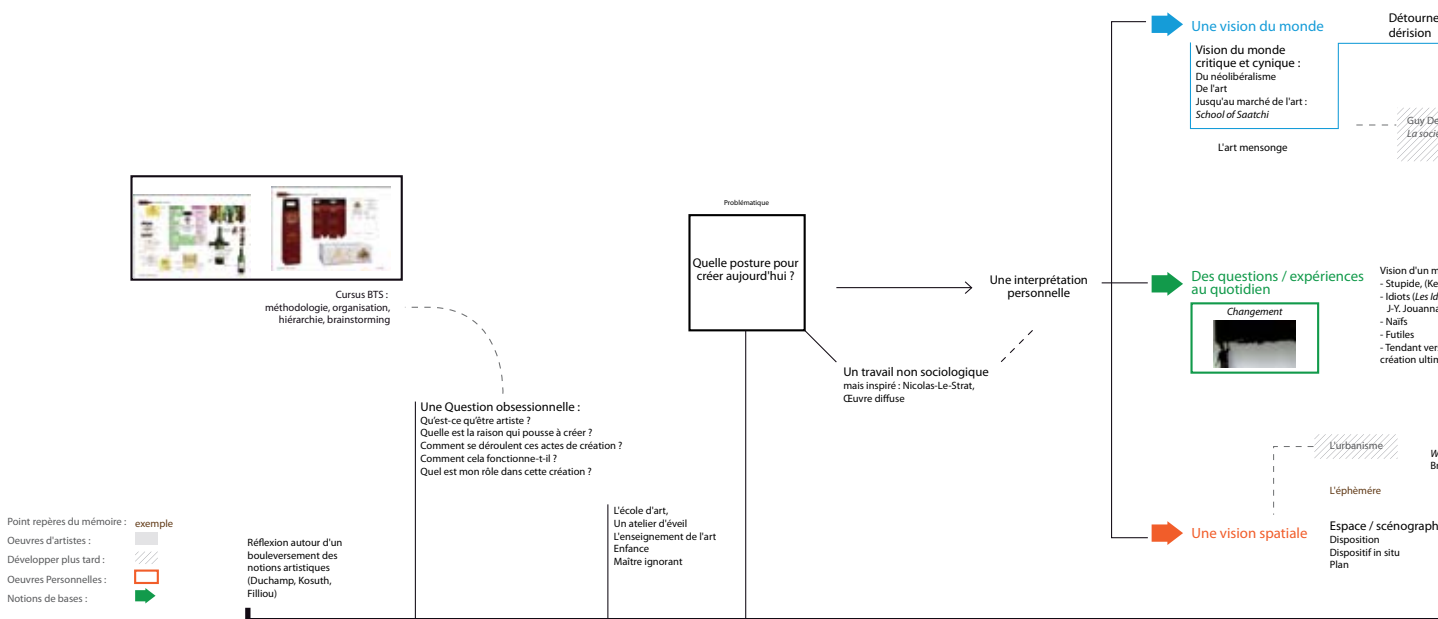 Une vision du monde
Vision du monde
critique et cynique :
Du néolibéralisme
De l'art
Jusqu'au marché de l'art :
School of Saatchi
L'art mensonge
Détourne
dérision
Guy De
La socié
Cursus BTS :
méthodologie, organisation,
hiérarchie, brainstorming
Problématique
Quelle posture pour
créer aujourd'hui ?
Une interprétation
personnelle
Un travail non sociologique
mais inspiré : Nicolas-Le-Strat,
Œuvre diffuse
Des questions / expériences
au quotidien
Changement
Vision d'un m
- Stupide, (Ke
- Idiots (Les Id
J-Y. Jouanna
- Naïfs
- Futiles
- Tendant ver
création ultim
Une Question obsessionnelle :
Qu'est-ce qu'être artiste ?
Quelle est la raison qui pousse à créer ?
Comment se déroulent ces actes de création ?
Comment cela fonctionne-t-il ?
Quel est mon rôle dans cette création ?
L'urbanisme
W
Br
L'éphèmére
Une vision spatiale
Espace / scénograph
Disposition
Dispositif in situ
Plan
L'école d'art,
Un atelier d'éveil
L'enseignement de l'art
Enfance
Maître ignorant
Réflexion autour d'un
bouleversement des
notions artistiques
(Duchamp, Kosuth,
Filliou)
Point repères du mémoire : exemple
Oeuvres d'artistes :
Développer plus tard :
Oeuvres Personnelles :
Notions de bases :